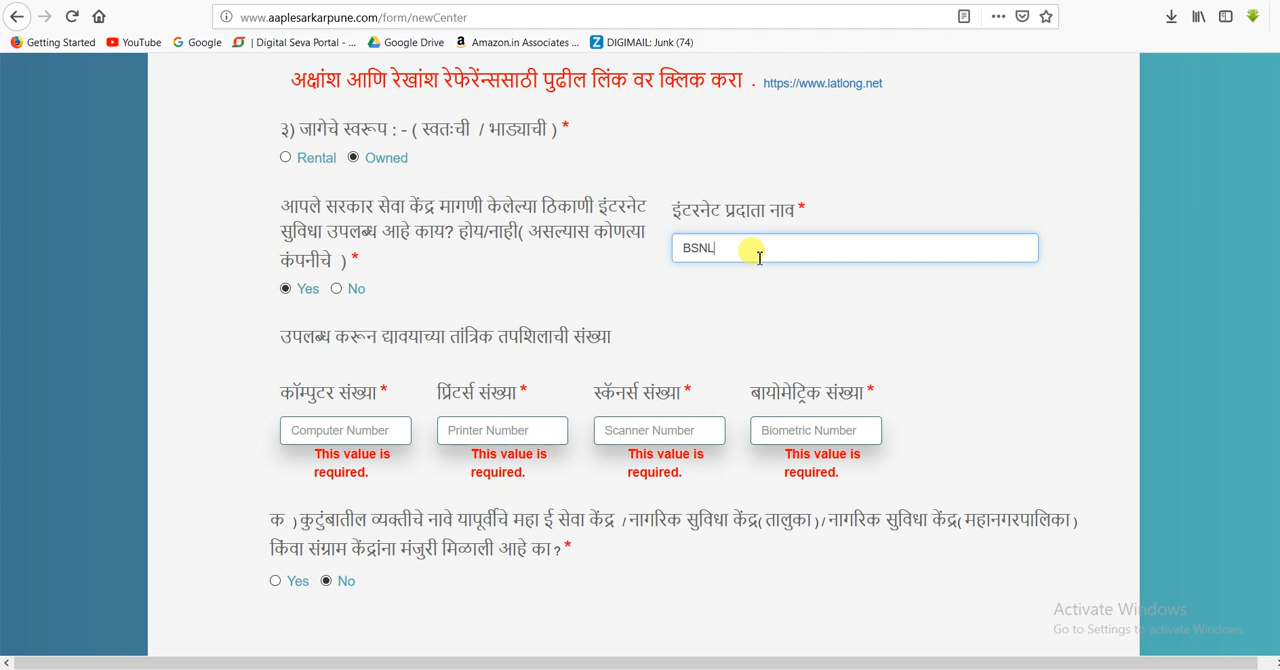 www.aaplesarkarpune.com/form/newCenter
Getting Started YouTube Google | Digital Seva Portal - ... Google Drive Amazon.in Associates ... DIGIMAIL: Junk (74)
अक्षांश आणि रेखांश रेफेरेंन्ससाठी पुढील लिंक वर क्लिक करा . https://www.latlong.net
३) जागेचे स्वरूप : - ( स्वतःची / भाड्याची ) *
Rental Owned
आपले सरकार सेवा केंद्र मागणी केलेल्या ठिकाणी इंटरनेट
सुविधा उपलब्ध आहे काय? होय/नाही( असल्यास कोणत्या
कंपनीचे ) *
Yes No
इंटरनेट प्रदाता नाव *
BSNL
उपलब्ध करून द्यावयाच्या तांत्रिक तपशिलाची संख्या
कॉम्पुटर संख्या * प्रिंटर्स संख्या * स्कॅनर्स संख्या * बायोमेट्रिक संख्या *
Computer Number Printer Number Scanner Number Biometric Number
This value is This value is This value is This value is
required. required. required. required.
क ) कुटुंबातील व्यक्तीचे नावे यापूर्वीचे महा ई सेवा केंद्र / नागरिक सुविधा केंद्र( तालुका ) / नागरिक सुविधा केंद्र( महानगरपालिका )
किंवा संग्राम केंद्रांना मंजुरी मिळाली आहे का ? *
Yes No
Activate Windows
Go to Settings to activate Windows.